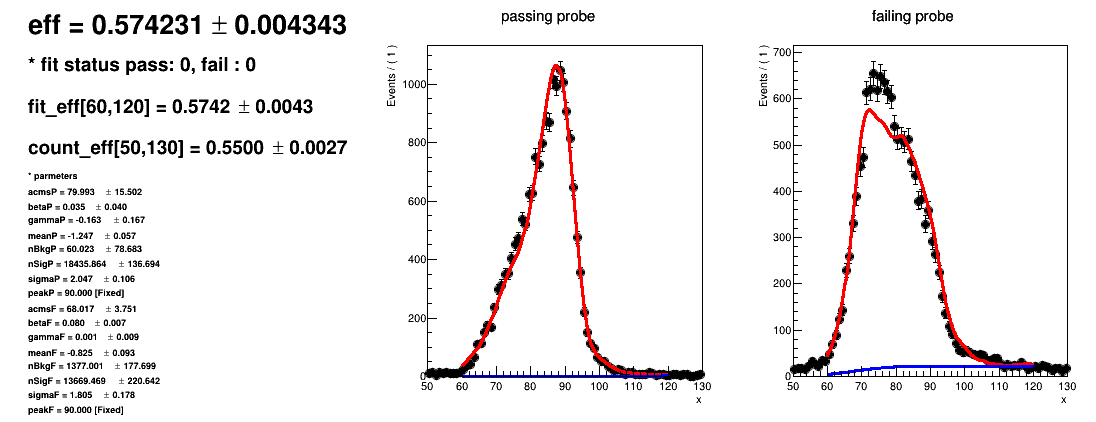 eff = 0.574231 ± 0.004343
* fit status pass: 0, fail : 0
fit_eff[60,120] = 0.5742 ± 0.0043
count_eff[50,130] = 0.5500 ± 0.0027
* parmeters
acmsP = 79.993 ± 15.502
betaP = 0.035 ± 0.040
gammaP = -0.163 ± 0.167
meanP = -1.247 ± 0.057
nBkgP = 60.023 ± 78.683
nSigP = 18435.864 ± 136.694
sigmaP = 2.047 ± 0.106
peakP = 90.000 [Fixed]
acmsF = 68.017 ± 3.751
betaF = 0.080 ± 0.007
gammaF = 0.001 ± 0.009
meanF = -0.825 ± 0.093
nBkgF = 1377.001 ± 177.699
nSigF = 13669.469 ± 220.642
sigmaF = 1.805 ± 0.178
peakF = 90.000 [Fixed]
passing probe
Events / ( 1 )
1000
800
600
400
200
0
50 60 70 80 90 100 110 120 130
x
failing probe
Events / ( 1 )
700
600
500
400
300
200
100
0
50 60 70 80 90 100 110 120 130
x